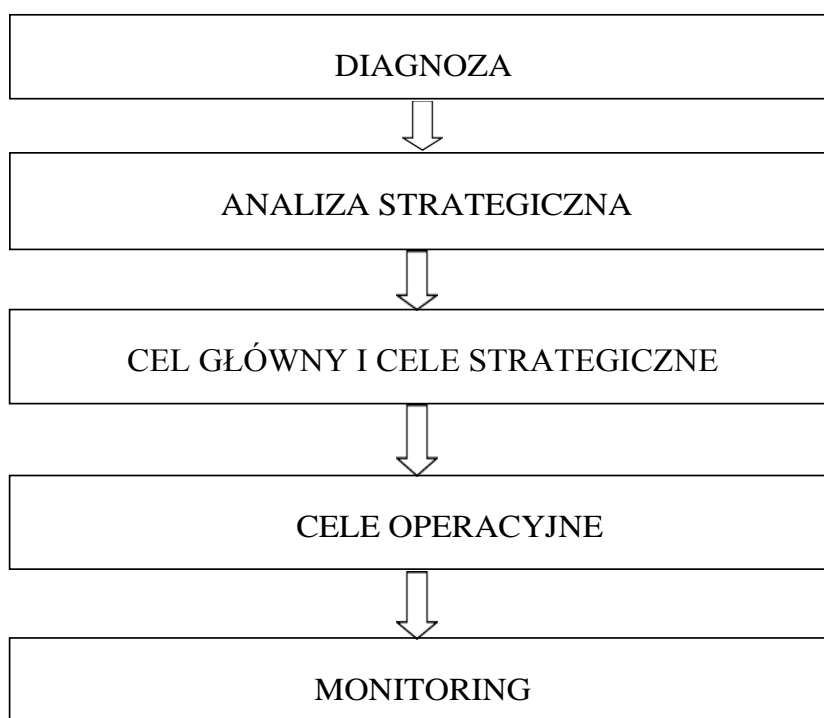 DIAGNOZA
ANALIZA STRATEGICZNA
CEL GŁÓWNY I CELE STRATEGICZNE
CELE OPERACYJNE
MONITORING